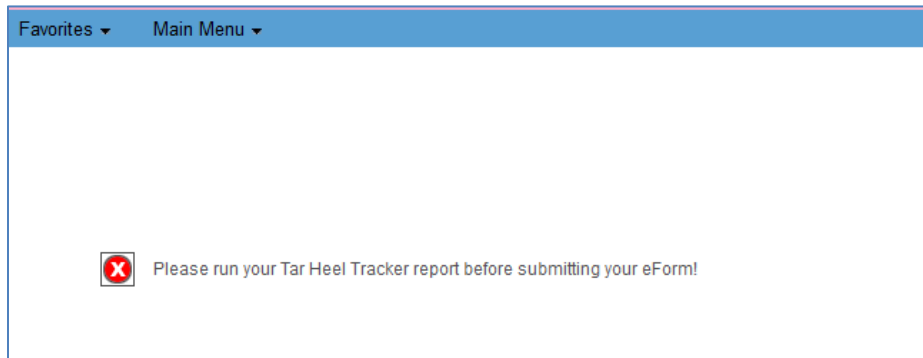 Favorites Main Menu
Please run your Tar Heel Tracker report before submitting your eForm!